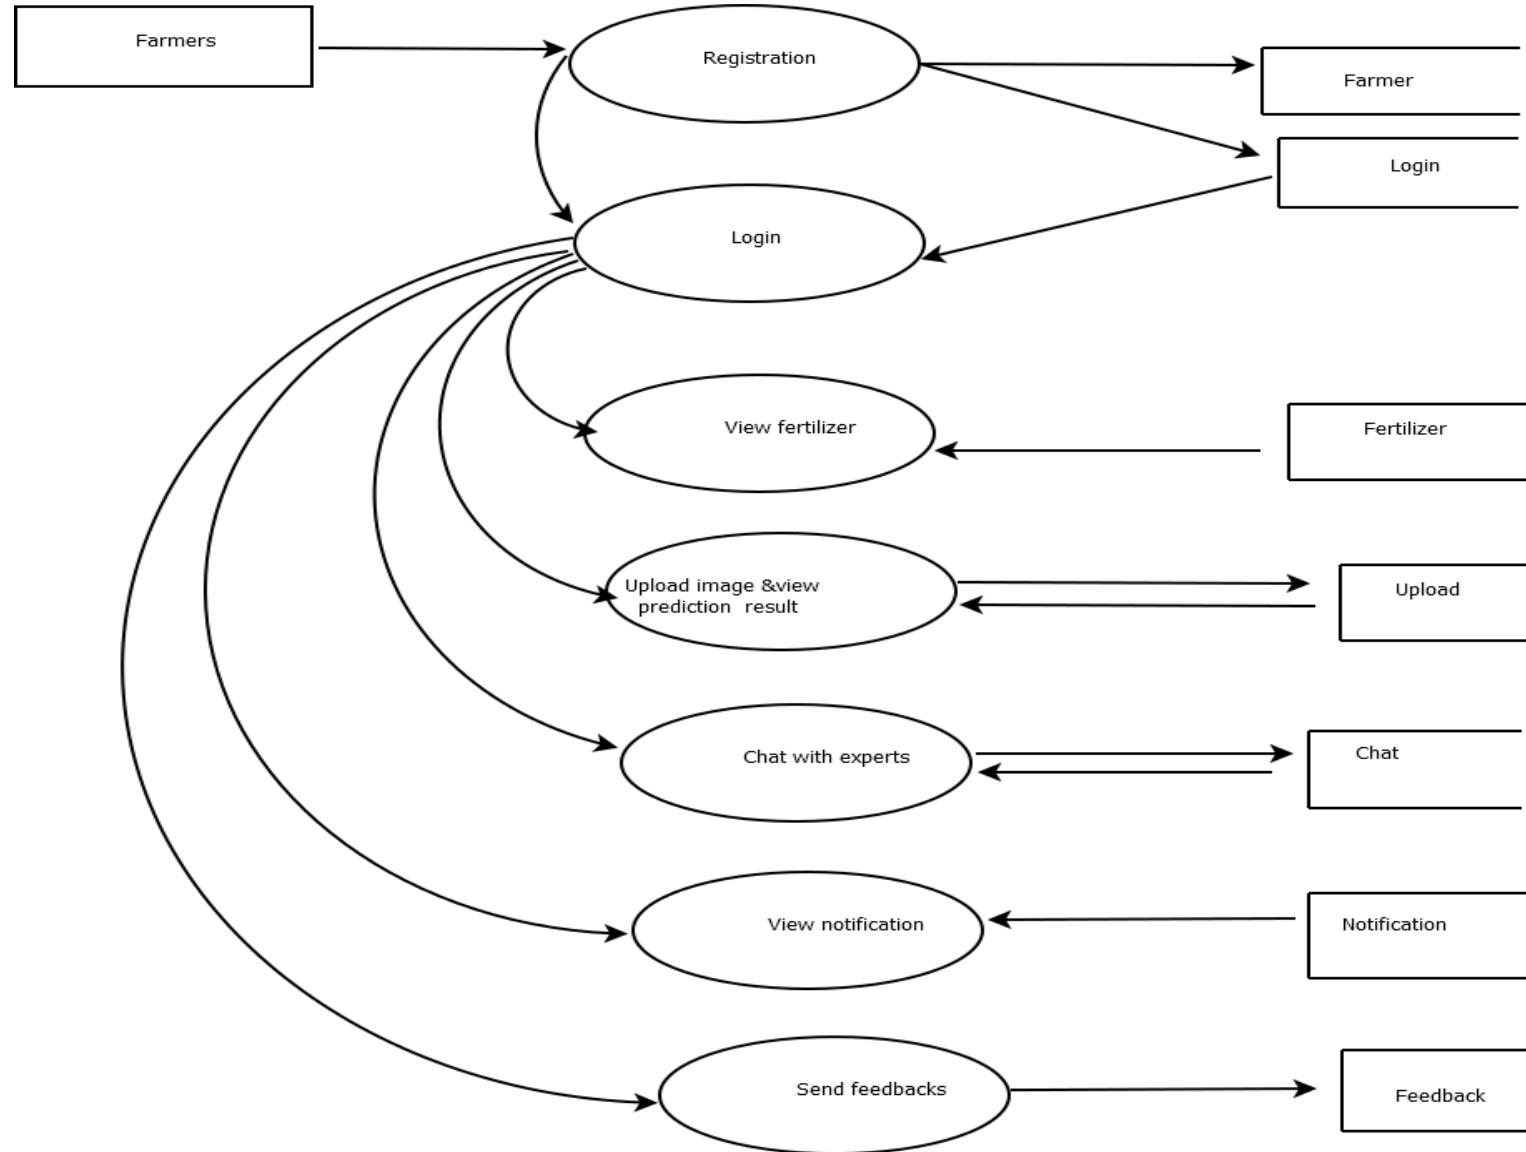 Farmers
Registration
Farmer
Login
Login
View fertilizer
Fertilizer
Upload image &view
prediction  result
Upload
Chat with experts
Chat
View notification
Notification
Send feedbacks
Feedback